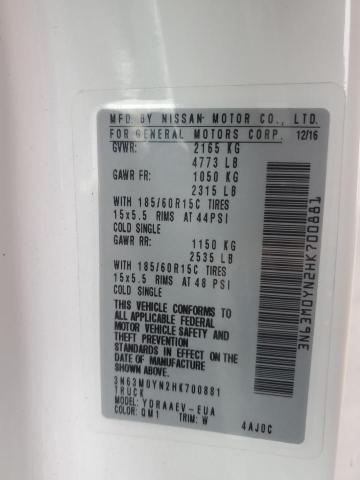 MFD. BY NISSAN MOTOR CO., LTD.
FOR GENERAL MOTORS CORP. 12/16
GVWR: 2165 KG
4773 LB
GAWR FR: 1050 KG
2315 LB
WITH 185/60R15C TIRES
15x5.5 RIMS AT 44PSI
COLD SINGLE
GAWR RR: 1150 KG
2535 LB
WITH 185/60R15C TIRES
15x5.5 RIMS AT 48 PSI
COLD SINGLE
THIS VEHICLE CONFORMS TO
ALL APPLICABLE FEDERAL
MOTOR VEHICLE SAFETY AND
THEFT PREVENTION
STANDARDS IN EFFECT ON
THE DATE OF MANUFACTURE
SHOWN ABOVE.
3N63M0YN2HK700881
TRUCK
MODEL: YDRAAEV-EUA
COLOR: QM1 TRIM: W 4AJ0C
3N63M0YN2HK700881